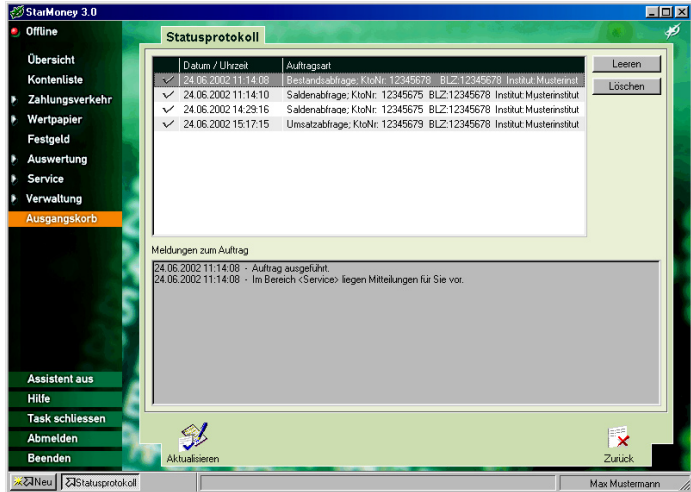 StarMoney 3.0
Offline
Statusprotokoll
Übersicht
Kontenliste
Zahlungsverkehr
Wertpapier
Festgeld
Auswertung
Service
Verwaltung
Ausgangskorb
Datum / Uhrzeit Auftragsart
24.06.2002 11:14:08 Bestandsabfrage; KtoNr: 12345678 BLZ:12345678 Institut:Musterinst
24.06.2002 11:14:10 Saldenabfrage; KtoNr: 12345675 BLZ:12345678 Institut:Musterinstitut
24.06.2002 14:29:16 Saldenabfrage; KtoNr: 12345678 BLZ:12345678 Institut:Musterinstitut
24.06.2002 15:17:15 Umsatzabfrage; KtoNr: 12345679 BLZ:12345678 Institut:Musterinstitut
Leeren
Löschen
Meldungen zum Auftrag
24.06.2002 11:14:08 - Auftrag ausgeführt.
24.06.2002 11:14:08 - Im Bereich <Service> liegen Mitteilungen für Sie vor.
Assistent aus
Hilfe
Task schliessen
Abmelden
Beenden
Aktualisieren
Zurück
Neu
Statusprotokoll
Max Mustermann